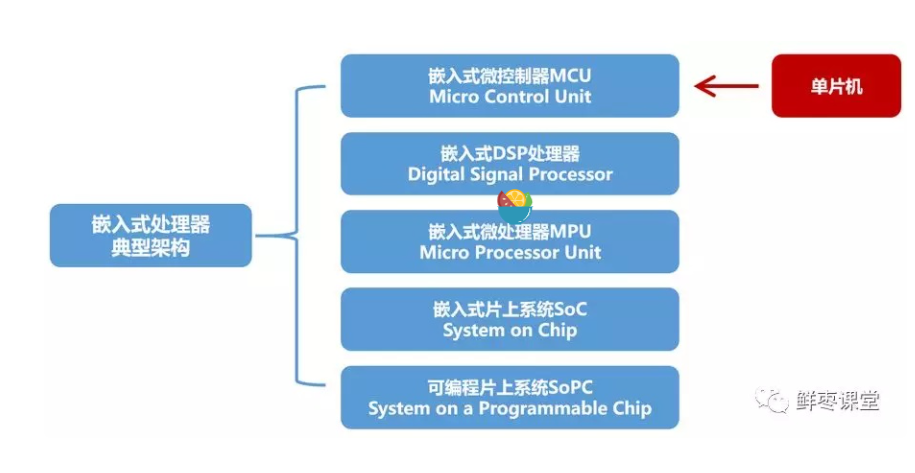 嵌入式处理器
典型架构
嵌入式微控制器MCU
Micro Control Unit
单片机
嵌入式DSP处理器
Digital Signal Processor
嵌入式微处理器MPU
Micro Processor Unit
嵌入式片上系统SoC
System on Chip
可编程片上系统SoPC
System on a Programmable Chip
鲜枣课堂